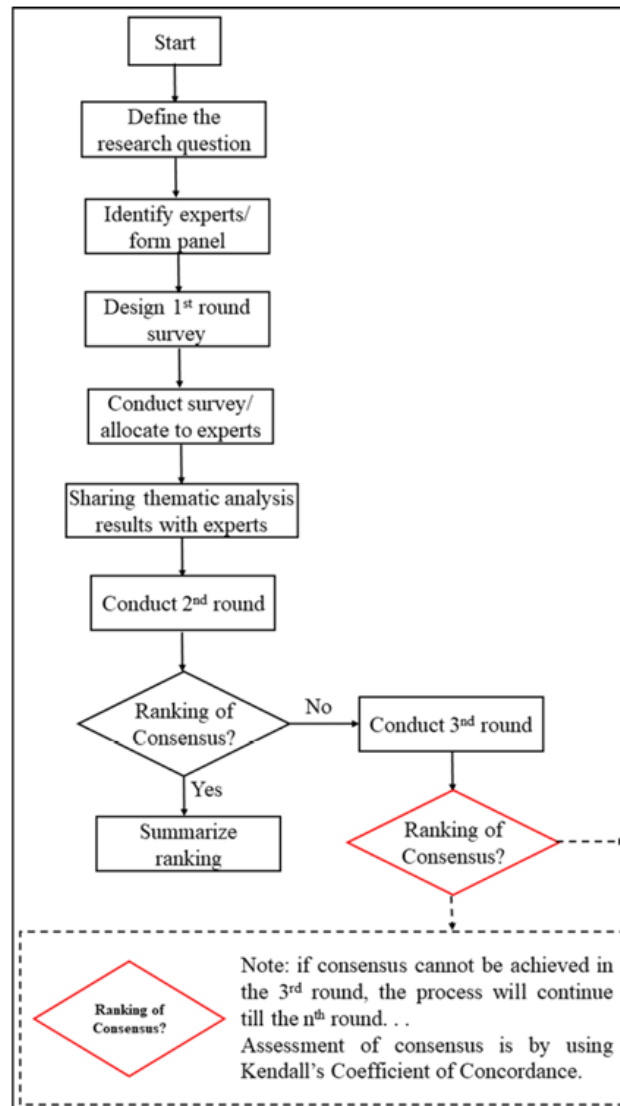 Start
Define the
research question
Identify experts/
form panel
Design 1st round
survey
Conduct survey/
allocate to experts
Sharing thematic analysis
results with experts
Conduct 2nd round
Ranking of
Consensus?
No
Conduct 3rd round
Yes
Summarize
ranking
Ranking of
Consensus?
Ranking of
Consensus?
Note: if consensus cannot be achieved in
the 3rd round, the process will continue
till the nth round. . .
Assessment of consensus is by using
Kendall's Coefficient of Concordance.